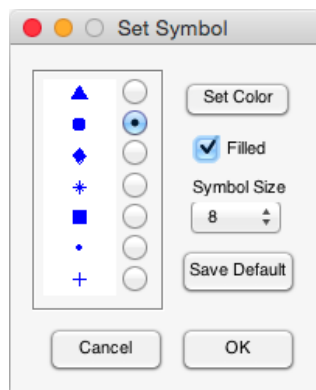 Set Symbol
Set Color
Filled
Symbol Size
8
Save Default
Cancel
OK